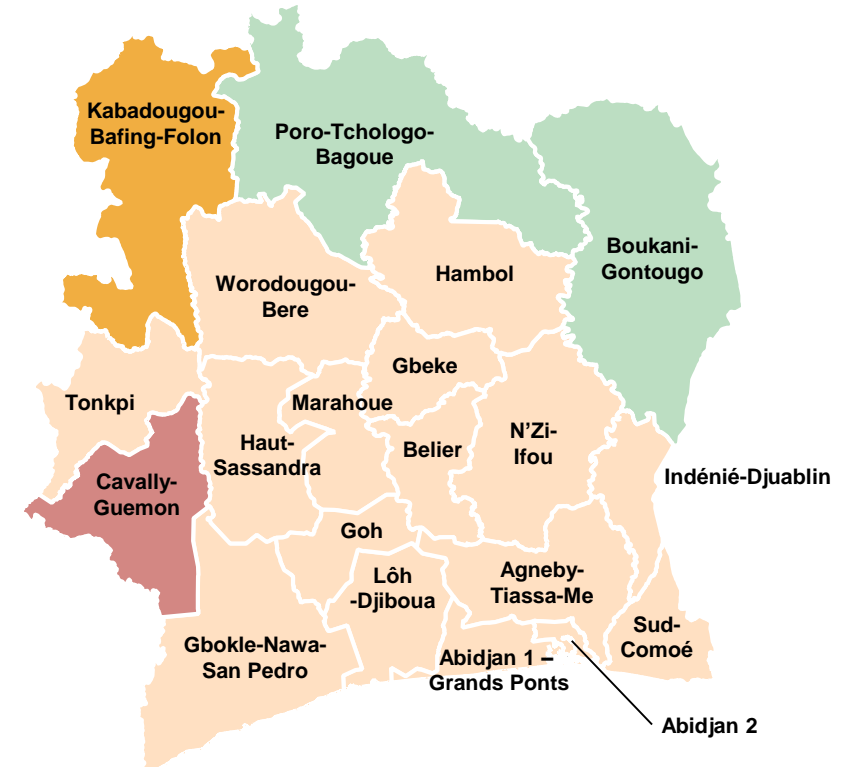 Kabadougou-
Bafing-Folon
Poro-Tchologo-
Bagoue
Boukani-
Gontougo
Hambol
Worodougou-
Bere
Gbeke
Tonkpi
Marahoue
N’Zi-
Ifou
Haut-
Sassandra
Belier
Indénié-Djuablin
Cavally-
Guemon
Goh
Agneby-
Tiassa-Me
Lôh
-Djiboua
Sud-
Comoé
Gbokle-Nawa-
San Pedro
Abidjan 1 –
Grands Ponts
Abidjan 2